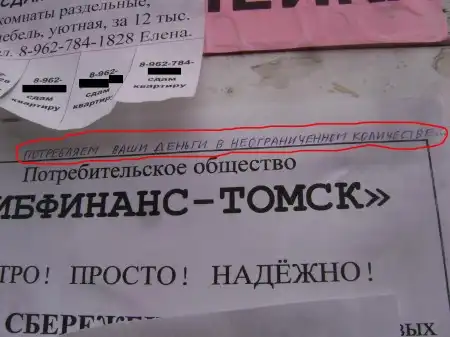 комнаты раздельные,
мебель, уютная, за 12 тыс.
8-962-784-1828 Елена.
8-962-
8-962-
8-962-784-
сдам
квартиру
сдам
квартиру
сдам
квартиру
ПОТРЕБЛЯЕМ ВАШИ ДЕНЬГИ В НЕОГРАНИЧЕННОМ КОЛИЧЕСТВЕ...
Потребительское общество
ИБФИНАНС-ТОМСК»
ТРО! ПРОСТО! НАДЁЖНО!
СБЕРЕЖЕ
вых